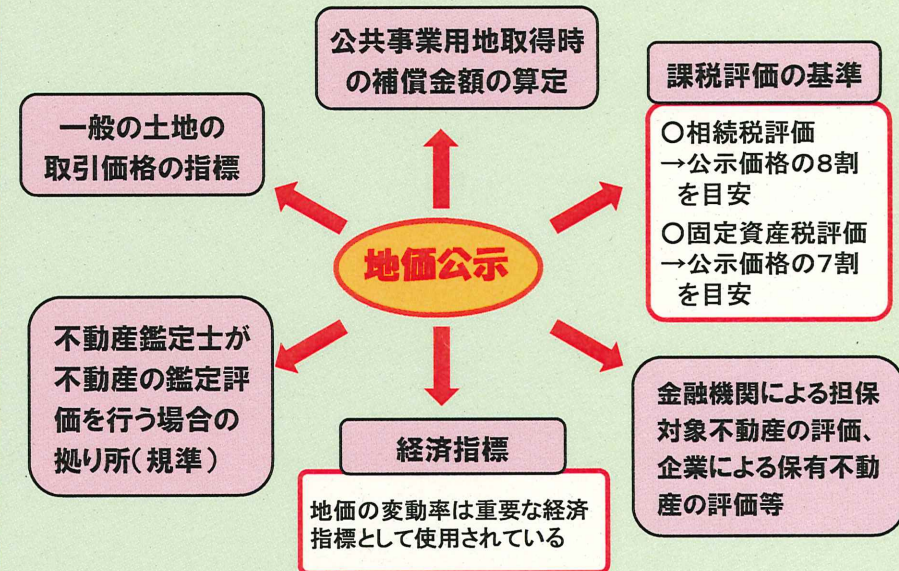 公共事業用地取得時
の補償金額の算定
課税評価の基準
〇相続税評価
→公示価格の8割
を目安
〇固定資産税評価
→公示価格の7割
を目安
一般の土地の
取引価格の指標
地価公示
不動産鑑定士が
不動産の鑑定評
価を行う場合の
拠り所(規準)
経済指標
地価の変動率は重要な経済
指標として使用されている
金融機関による担保
対象不動産の評価、
企業による保有不動
産の評価等